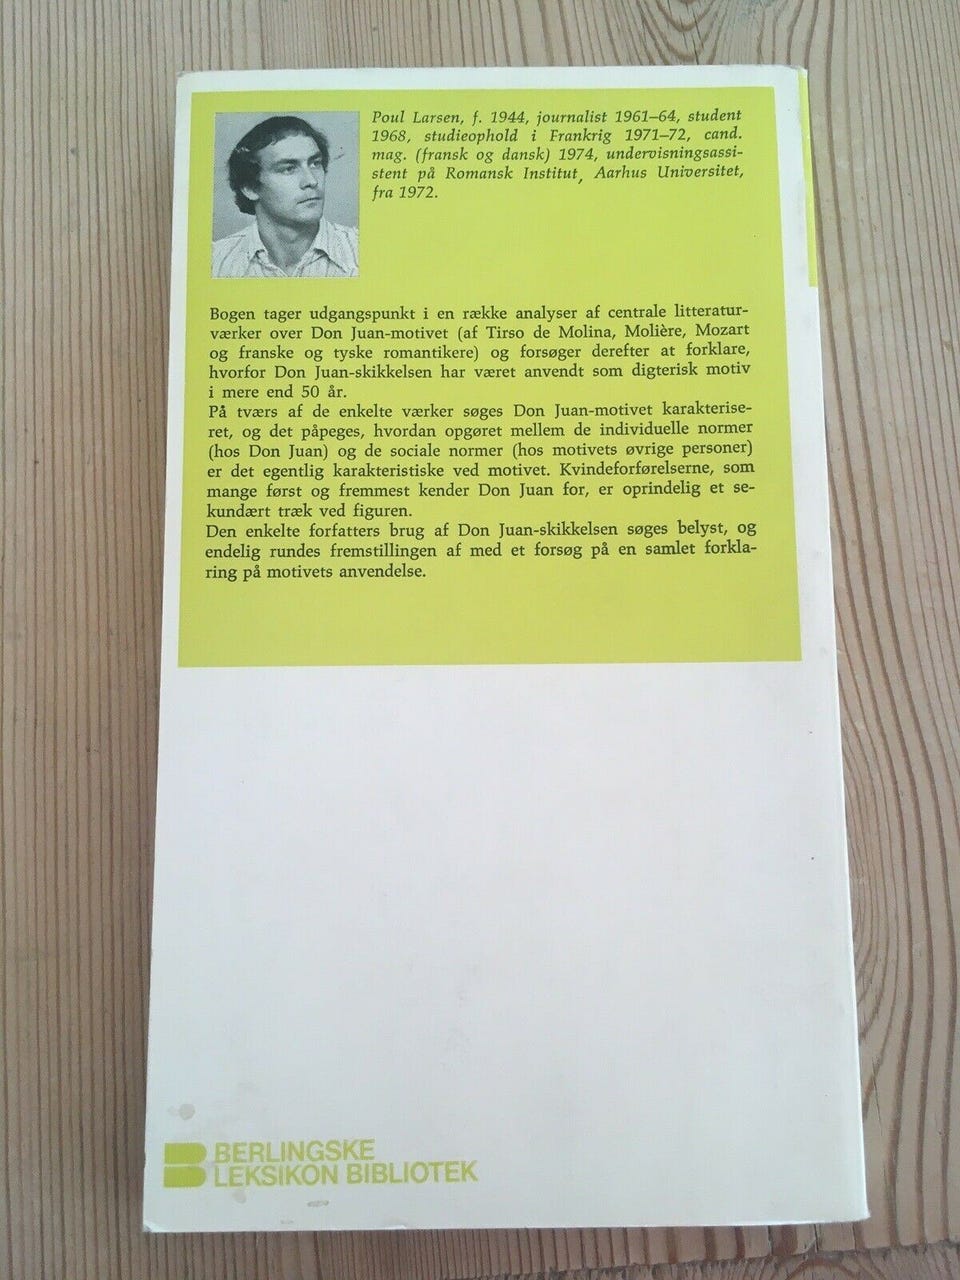 Poul Larsen, f. 1944, journalist 1961–64, student
1968, studieophold i Frankrig 1971–72, cand.
mag. (fransk og dansk) 1974, undervisningsassi-
stent på Romansk Institut, Aarhus Universitet,
fra 1972.
Bogen tager udgangspunkt i en række analyser af centrale litteratur-
værker over Don Juan-motivet (af Tirso de Molina, Molière, Mozart
og franske og tyske romantikere) og forsøger derefter at forklare,
hvorfor Don Juan-skikkelsen har været anvendt som digterisk motiv
i mere end 50 år.
På tværs af de enkelte værker søges Don Juan-motivet karakterise-
ret, og det påpeges, hvordan opgøret mellem de individuelle normer
(hos Don Juan) og de sociale normer (hos motivets øvrige personer)
er det egentlig karakteristiske ved motivet. Kvindeforførelserne, som
mange først og fremmest kender Don Juan for, er oprindelig et se-
kundært træk ved figuren.
Den enkelte forfatters brug af Don Juan-skikkelsen søges belyst, og
endelig rundes fremstillingen af med et forsøg på en samlet forkla-
ring på motivets anvendelse.
BERLINGSKE
LEKSIKON BIBLIOTEK